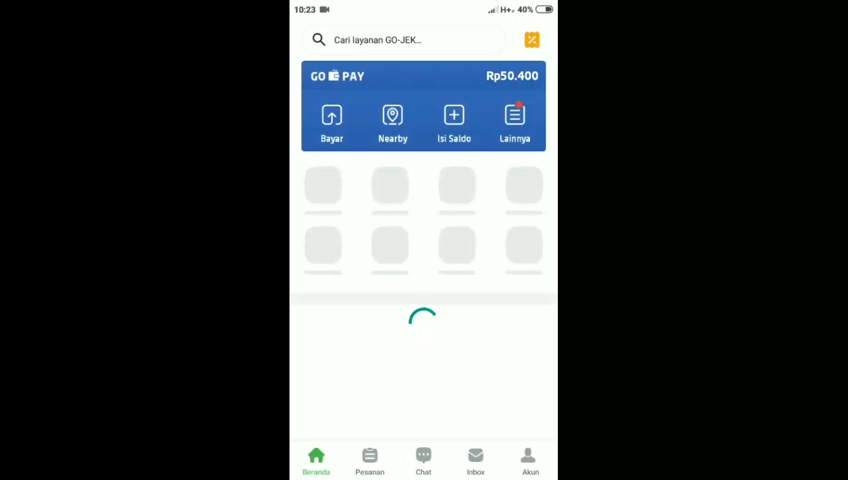 10:23 H+ 40%
Cari layanan GO-JEK...
GO PAY Rp50.400
Bayar Nearby Isi Saldo Lainnya
Beranda Pesanan Chat Inbox Akun